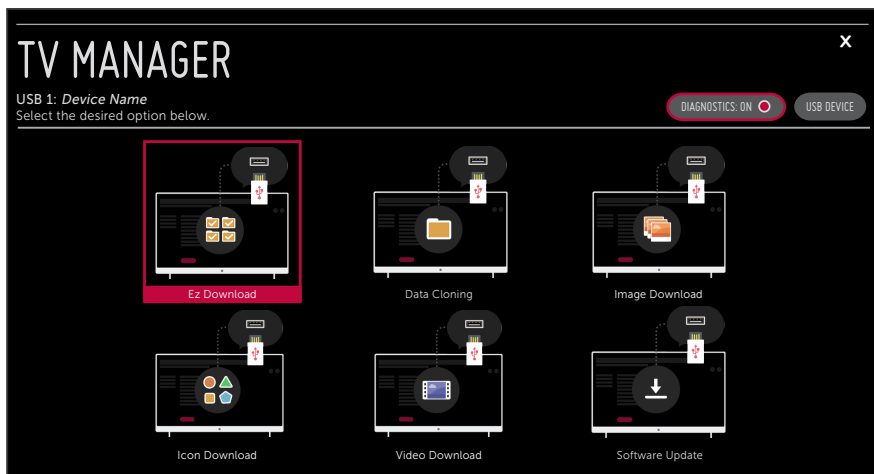 X
TV MANAGER
USB 1: Device Name
Select the desired option below.
DIAGNOSTICS: ON
USB DEVICE
Ez Download
Data Cloning
Image Download
Icon Download
Video Download
Software Update